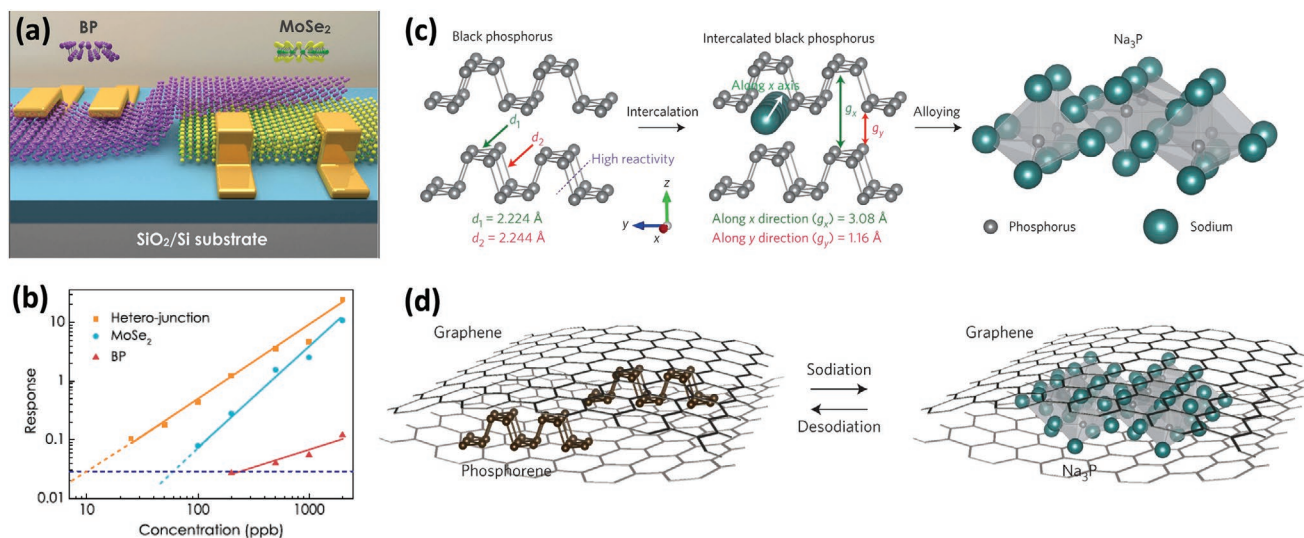 (a)
BP
MoSe₂
SiO₂/Si substrate
(b)
Hetero-junction
MoSe₂
BP
Response
10
1
0.1
0.01
10
100
1000
Concentration (ppb)
(c)
Black phosphorus
d₁
d₂
High reactivity
d₁ = 2.224 Å
d₂ = 2.244 Å
Intercalation
z
y
x
Intercalated black phosphorus
Along x axis
gₓ
g_y
Along x direction (gₓ) = 3.08 Å
Along y direction (g_y) = 1.16 Å
Alloying
Na₃P
Phosphorus
Sodium
(d)
Graphene
Phosphorene
Sodiation
Desodiation
Graphene
Na₃P